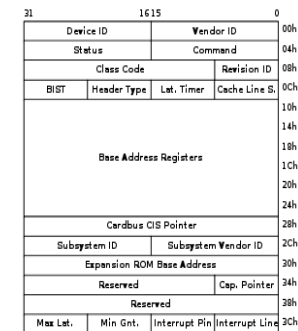 31 16 15 0
Device ID Vendor ID 00h
Status Command 04h
Class Code Revision ID 08h
BIST Header Type Lat. Timer Cache Line S. 0Ch
10h
14h
Base Address Registers 18h
1Ch
20h
24h
Cardbus CIS Pointer 28h
Subsystem ID Subsystem Vendor ID 2Ch
Expansion ROM Base Address 30h
Reserved Cap. Pointer 34h
Reserved 38h
Max Lat. Min Gnt. Interrupt Pin Interrupt Line 3Ch